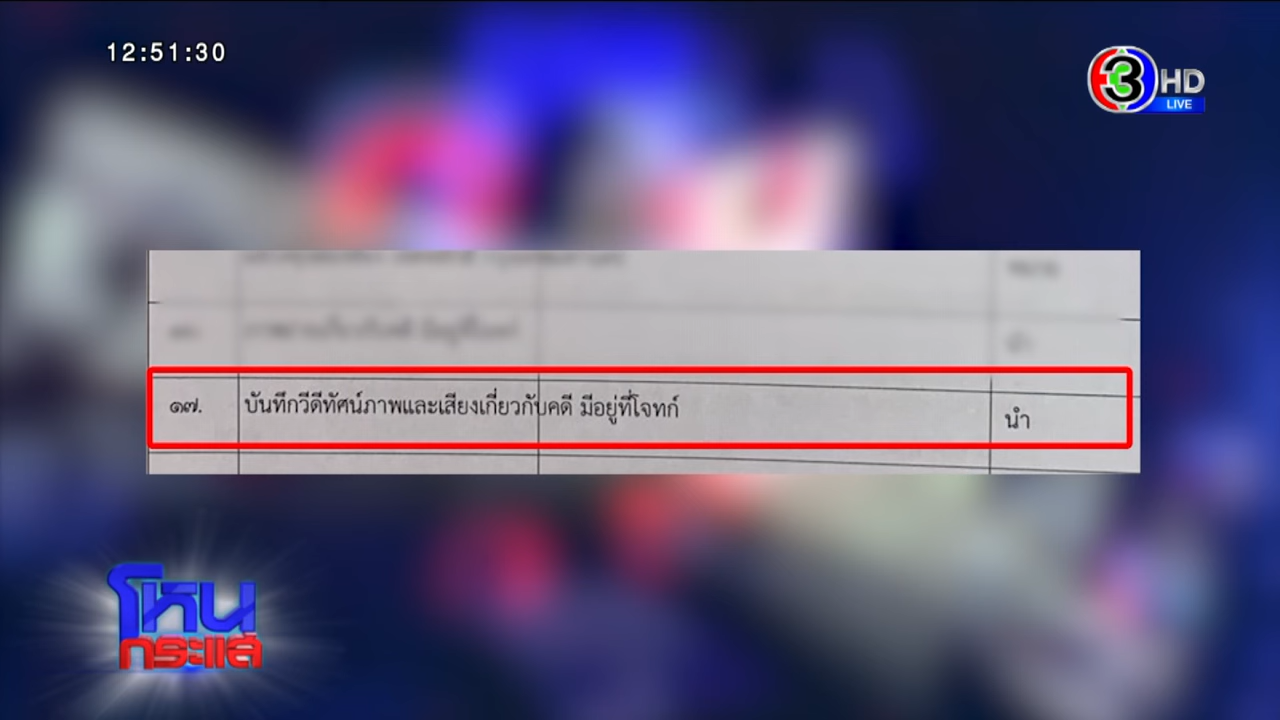 12:51:30
3 HD
LIVE
๑๗. บันทึกวีดีทัศน์ภาพและเสียงเกี่ยวกับคดี มีอยู่ที่โจทก์ นำ
โหน
กระแส